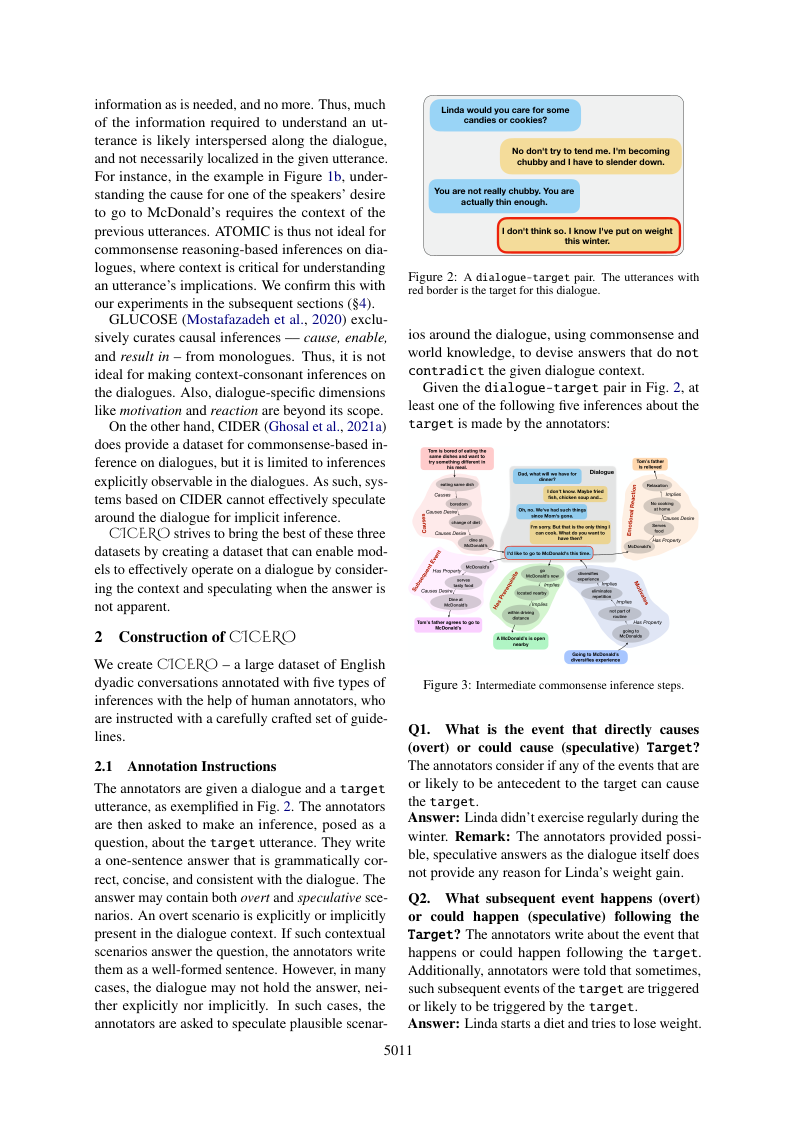 information as is needed, and no more. Thus, much
of the information required to understand an ut-
terance is likely interspersed along the dialogue,
and not necessarily localized in the given utterance.
For instance, in the example in Figure 1b, under-
standing the cause for one of the speakers' desire
to go to McDonald's requires the context of the
previous utterances. ATOMIC is thus not ideal for
commonsense reasoning-based inferences on dia-
logues, where context is critical for understanding
an utterance's implications. We confirm this with
our experiments in the subsequent sections (§4).
GLUCOSE (Mostafazadeh et al., 2020) exclu-
sively curates causal inferences — cause, enable,
and result in – from monologues. Thus, it is not
ideal for making context-consonant inferences on
the dialogues. Also, dialogue-specific dimensions
like motivation and reaction are beyond its scope.
On the other hand, CIDER (Ghosal et al., 2021a)
does provide a dataset for commonsense-based in-
ference on dialogues, but it is limited to inferences
explicitly observable in the dialogues. As such, sys-
tems based on CIDER cannot effectively speculate
around the dialogue for implicit inference.
CICERO strives to bring the best of these three
datasets by creating a dataset that can enable mod-
els to effectively operate on a dialogue by consider-
ing the context and speculating when the answer is
not apparent.
2 Construction of CICERO
We create CICERO – a large dataset of English
dyadic conversations annotated with five types of
inferences with the help of human annotators, who
are instructed with a carefully crafted set of guide-
lines.
2.1 Annotation Instructions
The annotators are given a dialogue and a target
utterance, as exemplified in Fig. 2. The annotators
are then asked to make an inference, posed as a
question, about the target utterance. They write
a one-sentence answer that is grammatically cor-
rect, concise, and consistent with the dialogue. The
answer may contain both overt and speculative sce-
narios. An overt scenario is explicitly or implicitly
present in the dialogue context. If such contextual
scenarios answer the question, the annotators write
them as a well-formed sentence. However, in many
cases, the dialogue may not hold the answer, nei-
ther explicitly nor implicitly. In such cases, the
annotators are asked to speculate plausible scenar-
Linda would you care for some
candies or cookies?
No don't try to tend me. I'm becoming
chubby and I have to slender down.
You are not really chubby. You are
actually thin enough.
I don't think so. I know I've put on weight
this winter.
Figure 2: A dialogue-target pair. The utterances with
red border is the target for this dialogue.
ios around the dialogue, using commonsense and
world knowledge, to devise answers that do not
contradict the given dialogue context.
Given the dialogue-target pair in Fig. 2, at
least one of the following five inferences about the
target is made by the annotators:
Tom is bored of eating the
same dishes and want to
try something different in
his meal.
eating same dish
Causes
boredom
Causes Desire
change of diet
Causes Desire
dine at
McDonald's
Causes
Dialogue
Dad, what will we have for
dinner?
I don't know. Maybe fried
fish, chicken soup and...
Oh, no. We've had such things
since Mom's gone.
I'm sorry. But that is the only thing I
can cook. What do you want to
have then?
I'd like to go to McDonald's this time.
Tom's father
is relieved
Relaxation
Implies
No cooking
at home
Causes Desire
Serves
food
Has Property
McDonald's
Emotional Reaction
Subsequent Event
McDonald's
Has Property
serves
tasty food
Causes Desire
Dine at
McDonald's
Tom's father agrees to go to
McDonald's
Has Prerequisite
go
McDonald's now
Implies
located nearby
Implies
within driving
distance
A McDonald's is open
nearby
diversifies
experience
Implies
eliminates
repetition
Implies
not part of
routine
Has Property
going to
McDonalds
Motivates
Going to McDonald's
diversifies experience
Figure 3: Intermediate commonsense inference steps.
Q1. What is the event that directly causes
(overt) or could cause (speculative) Target?
The annotators consider if any of the events that are
or likely to be antecedent to the target can cause
the target.
Answer: Linda didn't exercise regularly during the
winter. Remark: The annotators provided possi-
ble, speculative answers as the dialogue itself does
not provide any reason for Linda's weight gain.
Q2. What subsequent event happens (overt)
or could happen (speculative) following the
Target? The annotators write about the event that
happens or could happen following the target.
Additionally, annotators were told that sometimes,
such subsequent events of the target are triggered
or likely to be triggered by the target.
Answer: Linda starts a diet and tries to lose weight.
5011